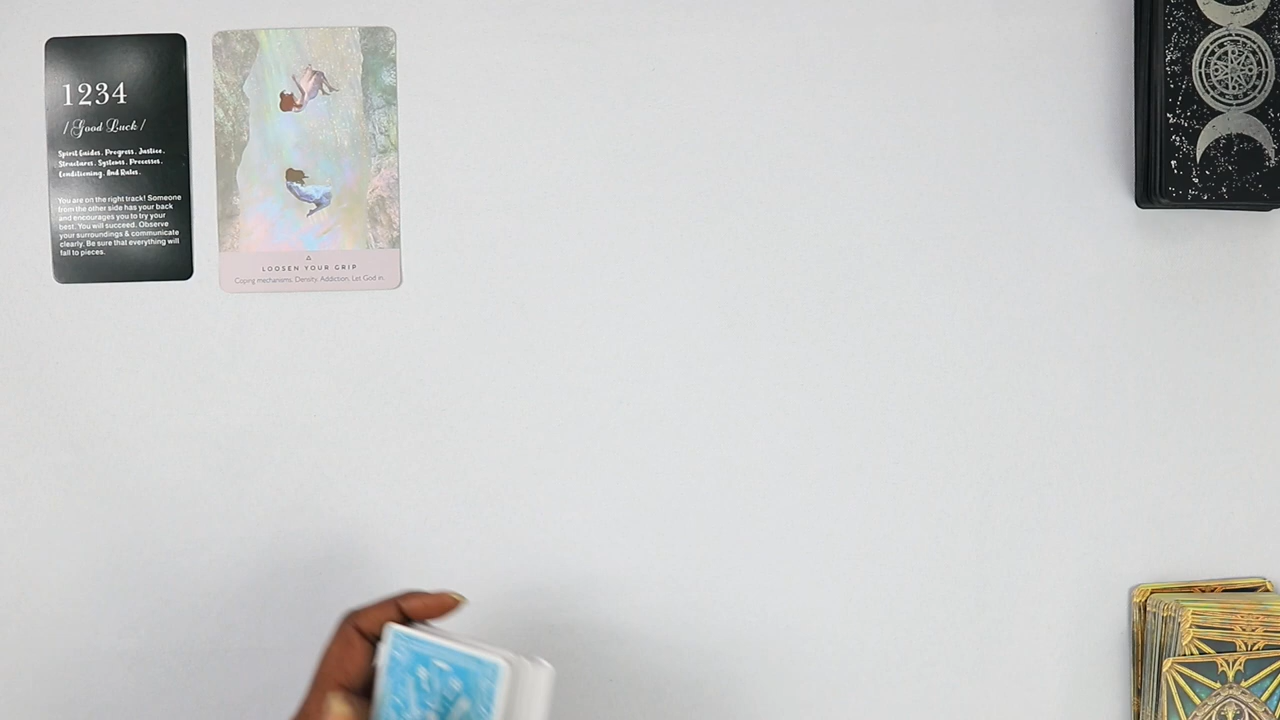 1234
/Good Luck/
Spirit Guides. Progress. Justice.
Structures. Systems. Processes.
Conditioning. And Rules.
You are on the right track! Someone
from the other side has your back
and encourages you to try your
best. You will succeed. Observe
your surroundings & communicate
clearly. Be sure that everything will
fall to pieces.
LOOSEN YOUR GRIP
Coping mechanisms. Density. Addiction. Let God in.